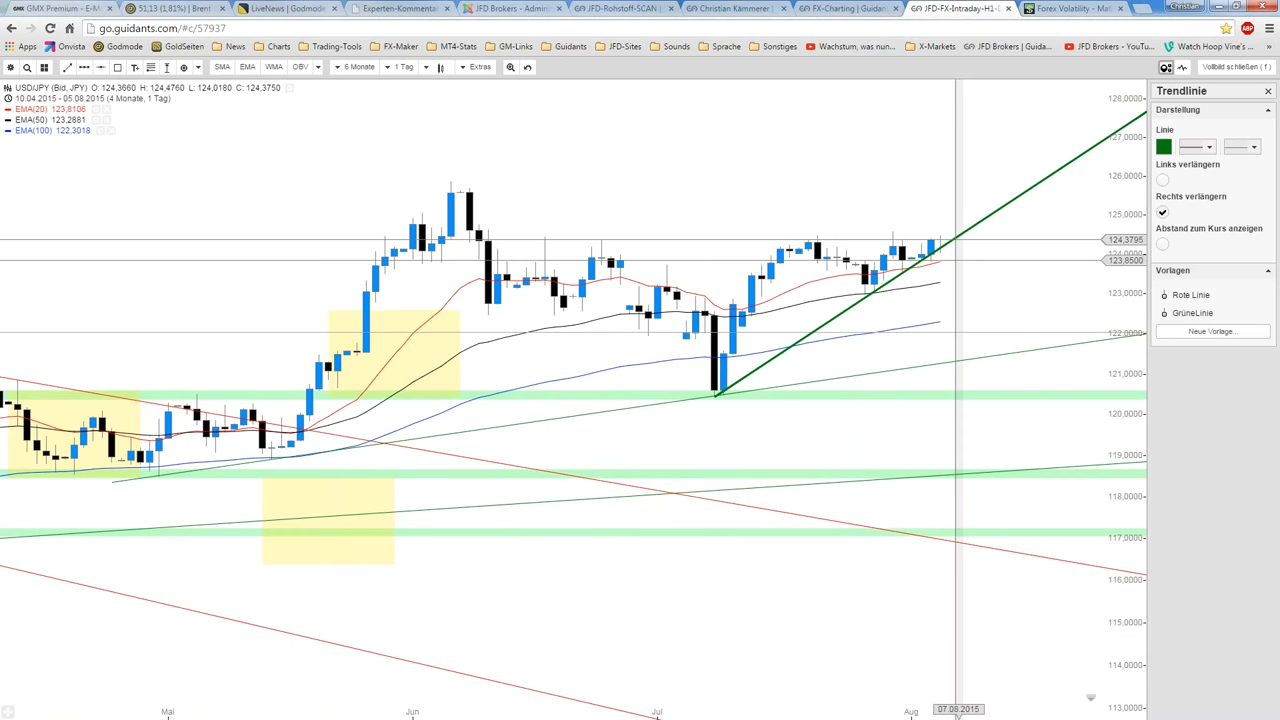 GMX Premium - E-M
51,13 (1,81%) | Brent
LiveNews | Godmode
Experten-Kommenta
JFD Brokers - Admin
JFD-Rohstoff-SCAN |
Christian Kämmerer |
FX-Charting | Guidant
JFD-FX-Intraday-H1-D
Forex Volatility - Mat
Christian
go.guidants.com/#c/57937
ABP
Apps
Onvista
Godmode
GoldSeiten
News
Charts
Trading-Tools
FX-Maker
MT4-Stats
GM-Links
Guidants
JFD-Sites
Sounds
Sprache
Sonstiges
Wachstum, was nun...
X-Markets
JFD Brokers | Guida...
JFD Brokers - YouTu...
Watch Hoop Vine's...
»
SMA
EMA
WMA
OBV
6 Monate
1 Tag
Extras
Vollbild schließen ( f )
USD/JPY (Bid, JPY) O: 124,3660 H: 124,4760 L: 124,0180 C: 124,3750
10.04.2015 - 05.08.2015 (4 Monate, 1 Tag)
EMA(20) 123,8106
EMA(50) 123,2881
EMA(100) 122,3018
128,0000
127,0000
126,0000
125,0000
124,3795
124,0000
123,8500
123,0000
122,0000
121,0000
120,0000
119,0000
118,0000
117,0000
116,0000
115,0000
114,0000
113,0000
Mai
Jun
Jul
Aug
07.08.2015
Trendlinie
Darstellung
Linie
Links verlängern
Rechts verlängern
Abstand zum Kurs anzeigen
Vorlagen
Rote Linie
GrüneLinie
Neue Vorlage...